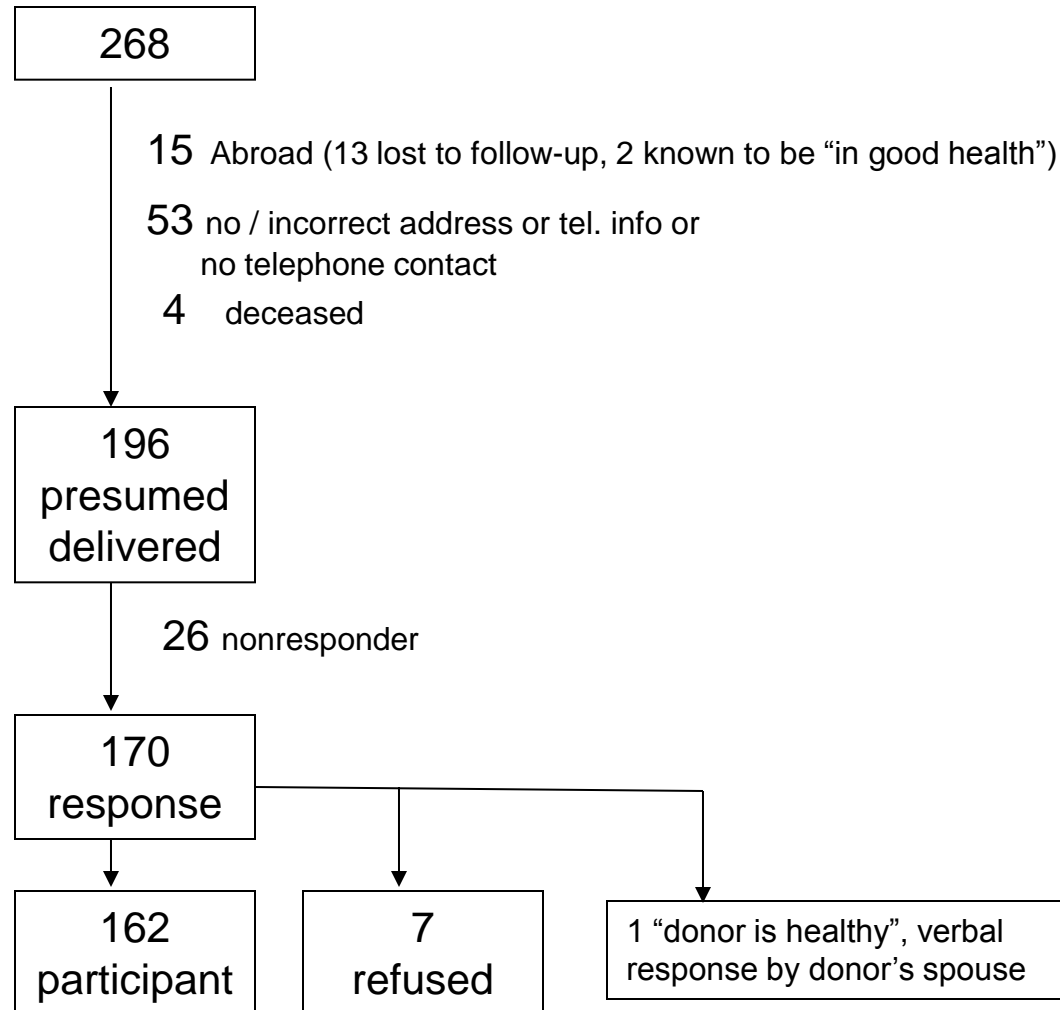 268
15 Abroad (13 lost to follow-up, 2 known to be “in good health”)
53 no / incorrect address or tel. info or
no telephone contact
4 deceased
196
presumed
delivered
26 nonresponder
170
response
162
participant
7
refused
1 “donor is healthy”, verbal
response by donor’s spouse